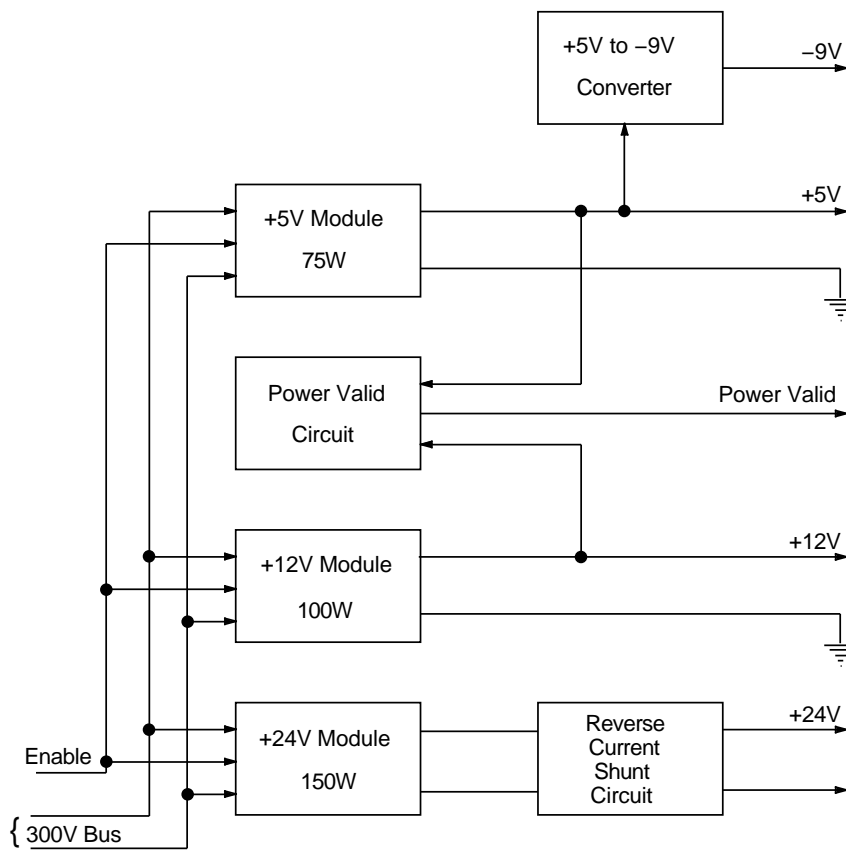 +5V to −9V
Converter
−9V
+5V Module
75W
+5V
Power Valid
Circuit
Power Valid
+12V Module
100W
+12V
+24V Module
150W
Reverse
Current
Shunt
Circuit
+24V
Enable
{ 300V Bus